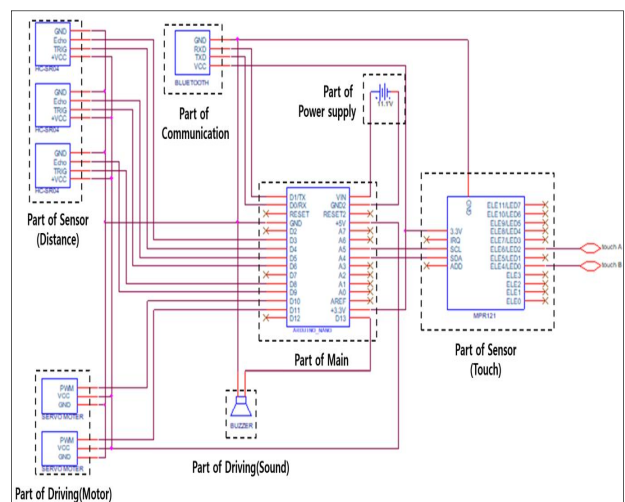 GND
Echo
TRIG
+VCC
HC-SR04
GND
Echo
TRIG
+VCC
HC-SR04
GND
Echo
TRIG
+VCC
HC-SR04
Part of Sensor
(Distance)
GND
RXD
TXD
VCC
BLUETOOTH
Part of
Communication
Part of
Power supply
11.1V
D1/TX
D0/RX
RESET
GND
D2
D3
D4
D5
D6
D7
D8
D9
D10
D11
D12
VIN
GND2
RESET2
+5V
A7
A6
A5
A4
A3
A2
A1
A0
AREF
+3.3V
D13
ARDUINO_NANO
Part of Main
GND
3.3V
IRQ
SCL
SDA
ADD
ELE11/LED7
ELE10/LED6
ELE9/LED5
ELE8/LED4
ELE7/LED3
ELE6/LED2
ELE5/LED1
ELE4/LED0
ELE3
ELE2
ELE1
ELE0
MPR121
touch A
touch B
Part of Sensor
(Touch)
PWM
VCC
GND
SERVO MOTER
PWM
VCC
GND
SERVO MOTER
Part of Driving(Motor)
BUZZER
Part of Driving(Sound)